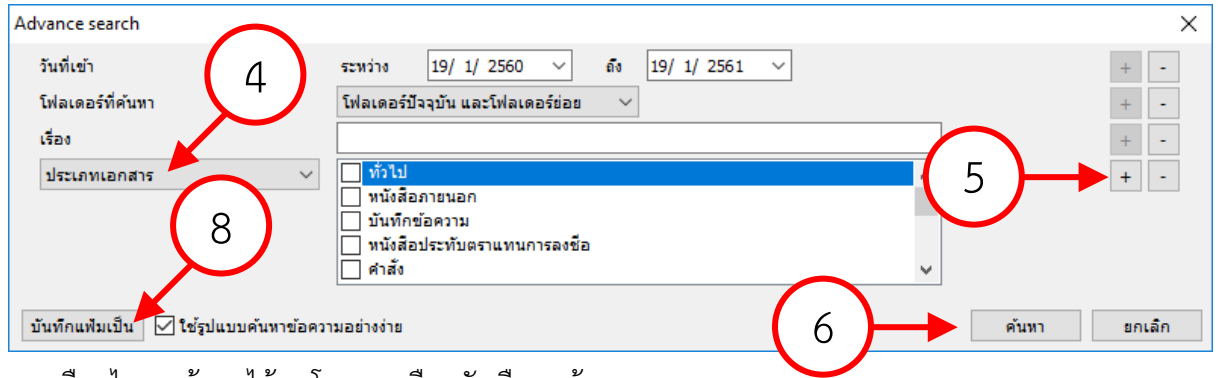 Advance search
วันที่เข้า ระหว่าง 19/ 1/ 2560 ถึง 19/ 1/ 2561 + -
4
โฟลเดอร์ที่ค้นหา โฟลเดอร์ปัจจุบัน และโฟลเดอร์ย่อย + -
เรื่อง + -
ประเภทเอกสาร ทั่วไป + -
5
หนังสือภายนอก
บันทึกข้อความ
8
หนังสือประทับตราแทนการลงชื่อ
คำสั่ง
บันทึกแฟ้มเป็น ใช้รูปแบบค้นหาข้อความอย่างง่าย ค้นหา ยกเลิก
6